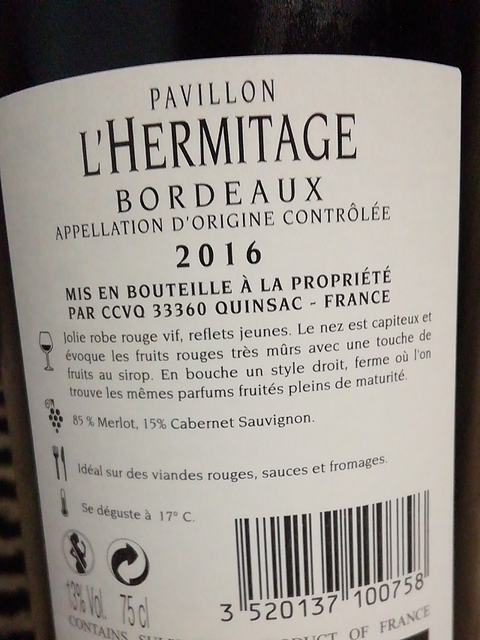 PAVILLON
L'HERMITAGE
BORDEAUX
APPELLATION D'ORIGINE CONTRÔLÉE
2016
MIS EN BOUTEILLE À LA PROPRIÉTÉ
PAR CCVQ 33360 QUINSAC - FRANCE
Jolie robe rouge vif, reflets jeunes. Le nez est capiteux et
évoque les fruits rouges très mûrs avec une touche de
fruits au sirop. En bouche un style droit, ferme où l'on
trouve les mêmes parfums fruités pleins de maturité.
85 % Merlot, 15% Cabernet Sauvignon.
Idéal sur des viandes rouges, sauces et fromages.
Se déguste à 17° C.
13% Vol. 75 cl
3 520137 100758
CONTAINS OF FRANCE